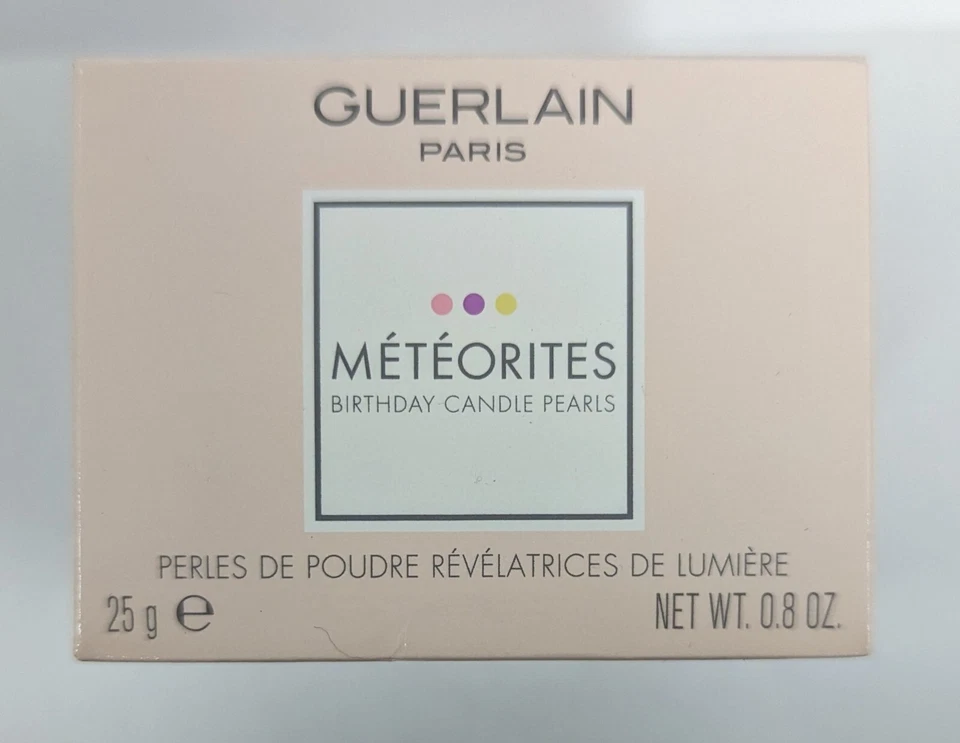 GUERLAIN
PARIS
MÉTÉORITES
BIRTHDAY CANDLE PEARLS
PERLES DE POUDRE RÉVÉLATRICES DE LUMIÈRE
25 g ℮ NET WT. 0.8 OZ.